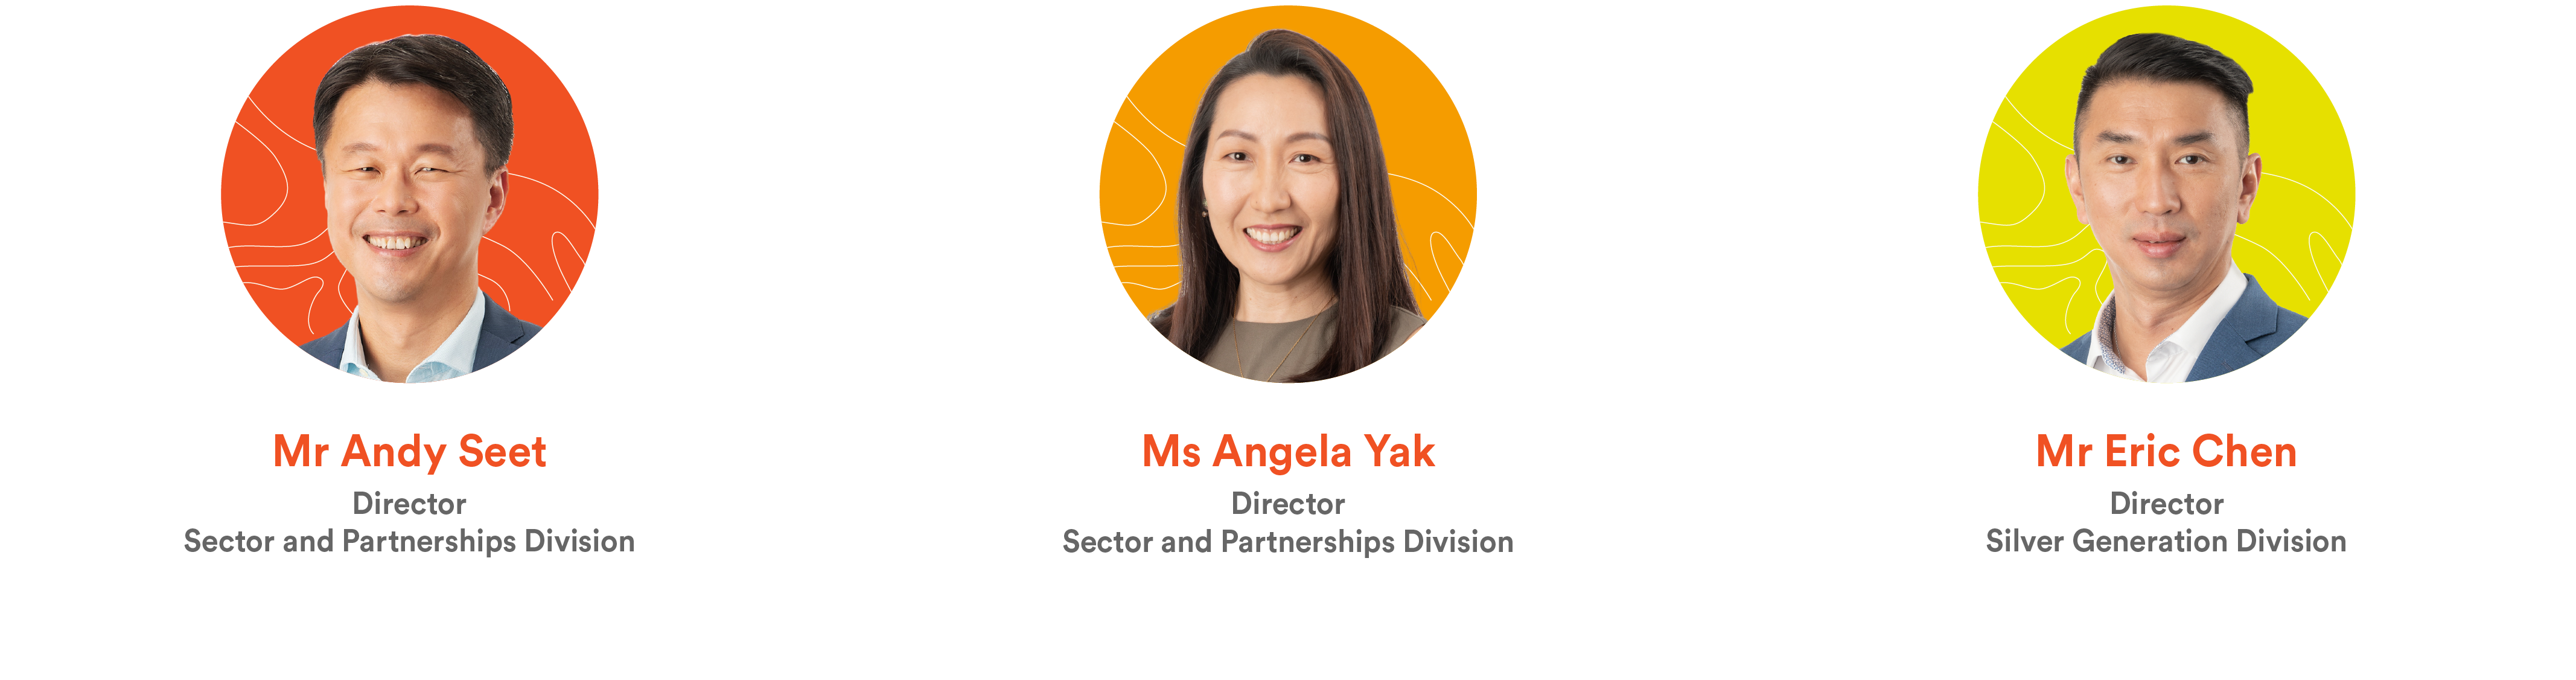 Mr Andy Seet
Director
Sector and Partnerships Division
Ms Angela Yak
Director
Sector and Partnerships Division
Mr Eric Chen
Director
Silver Generation Division